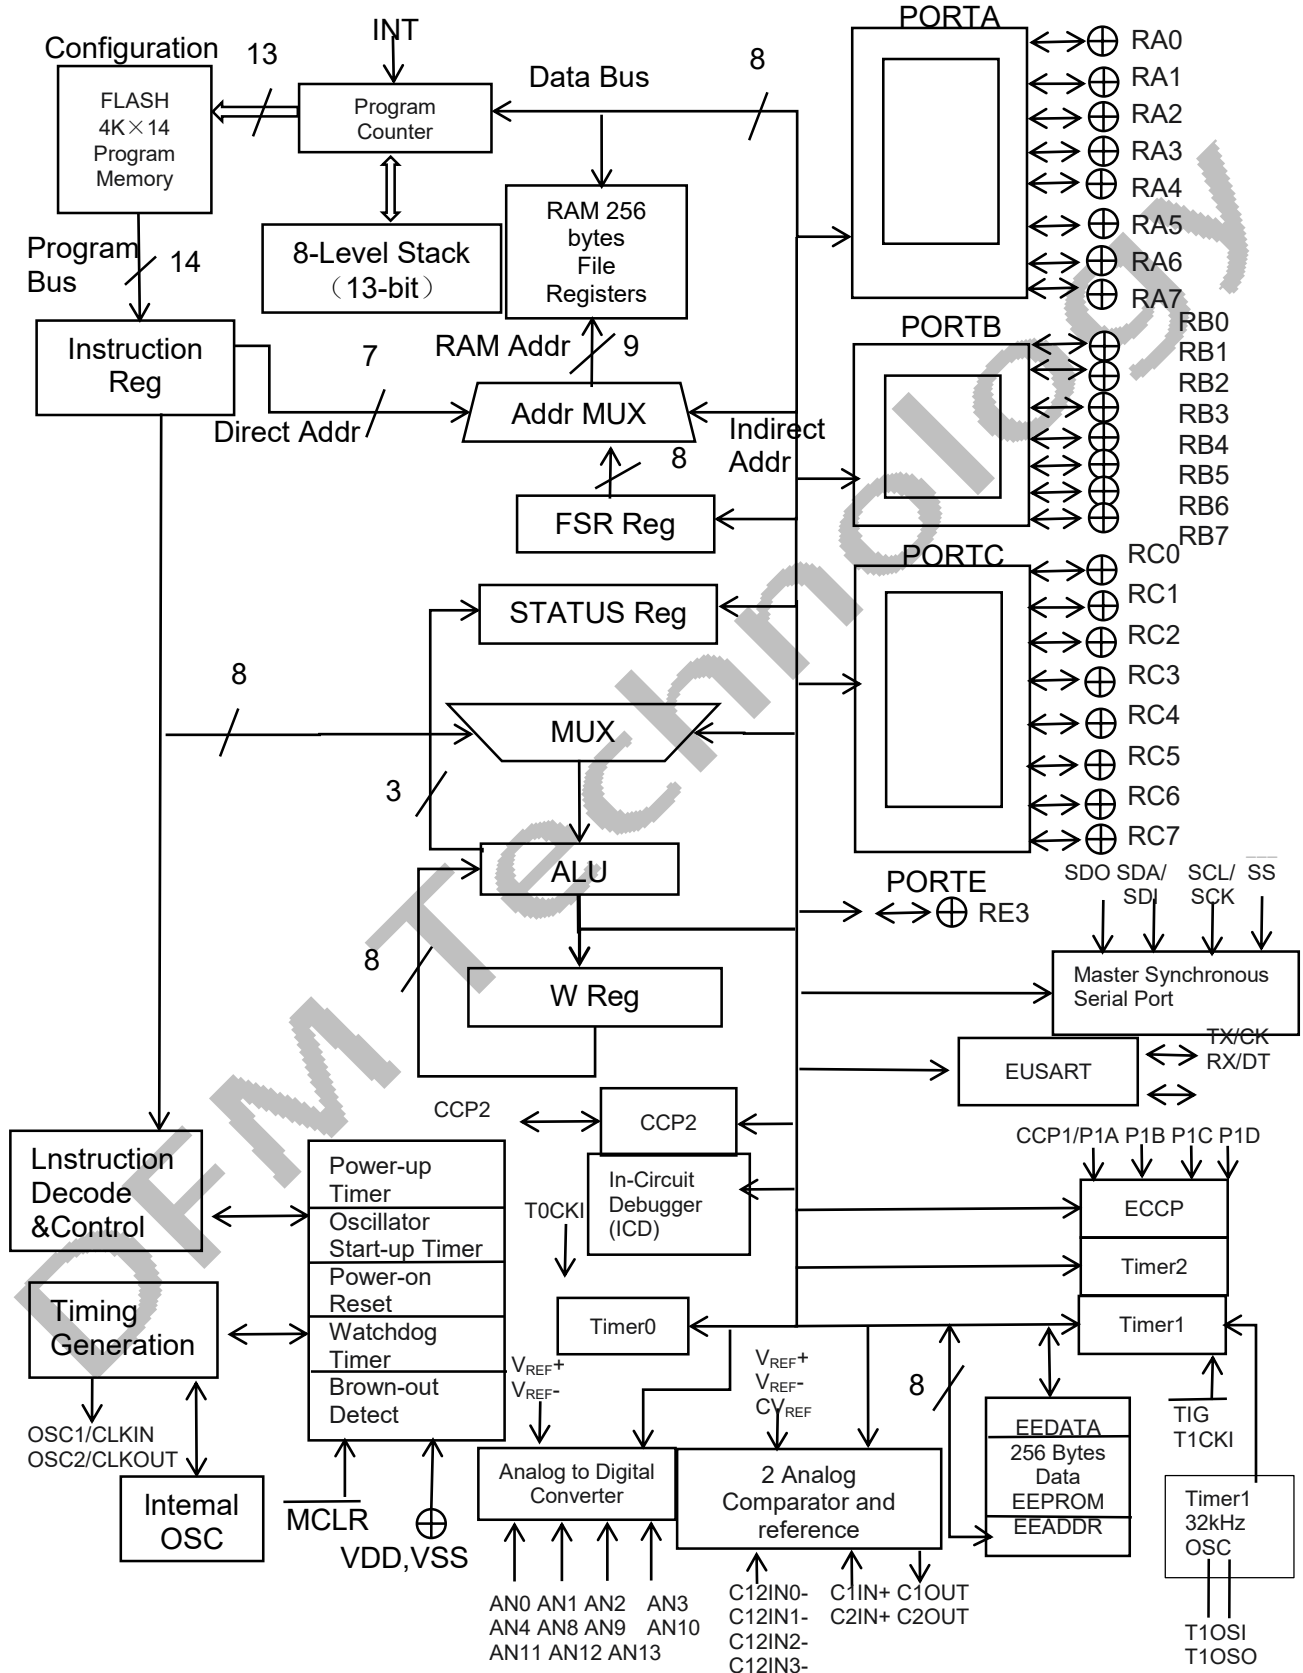 INT
PORTA
Configuration
13
Data Bus
8
FLASH
4K×14
Program
Memory
Program
Counter
RA0
RA1
RA2
RA3
RA4
RA5
RA6
RA7
8-Level Stack
(13-bit)
RAM 256
bytes
File
Registers
Program
Bus
14
PORTB
RB0
RB1
RB2
RB3
RB4
RB5
RB6
RB7
Instruction
Reg
7
RAM Addr
9
Direct Addr
Addr MUX
Indirect
Addr
8
FSR Reg
PORTC
RC0
RC1
RC2
RC3
RC4
RC5
RC6
RC7
STATUS Reg
8
MUX
3
ALU
8
W Reg
PORTE
RE3
SDO SDA/
SDI
SCL/
SCK
SS
Master Synchronous
Serial Port
EUSART
TX/CK
RX/DT
CCP2
CCP2
In-Circuit
Debugger
(ICD)
T0CKI
CCP1/P1A P1B P1C P1D
ECCP
Timer2
Timer1
Lnstruction
Decode
&Control
Power-up
Timer
Oscillator
Start-up Timer
Power-on
Reset
Watchdog
Timer
Brown-out
Detect
Timing
Generation
Timer0
OSC1/CLKIN
OSC2/CLKOUT
Intemal
OSC
MCLR
VDD,VSS
VREF+
VREF-
Analog to Digital
Converter
AN0 AN1 AN2 AN3
AN4 AN8 AN9 AN10
AN11 AN12 AN13
VREF+
VREF-
CVREF
2 Analog
Comparator and
reference
C12IN0-
C12IN1-
C12IN2-
C12IN3-
C1IN+ C1OUT
C2IN+ C2OUT
8
EEDATA
256 Bytes
Data
EEPROM
EEADDR
TIG
T1CKI
Timer1
32kHz
OSC
T1OSI
T1OSO
DFM Technology